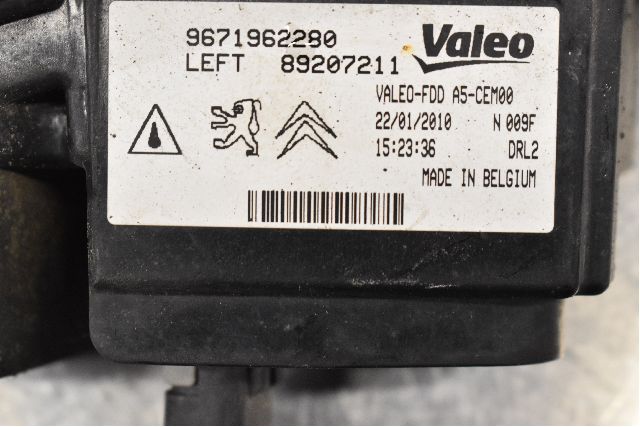 9671962280
LEFT 89207211
Valeo
VALEO-FDD A5-CEM00
22/01/2010 N 009F
15:23:36 DRL2
MADE IN BELGIUM